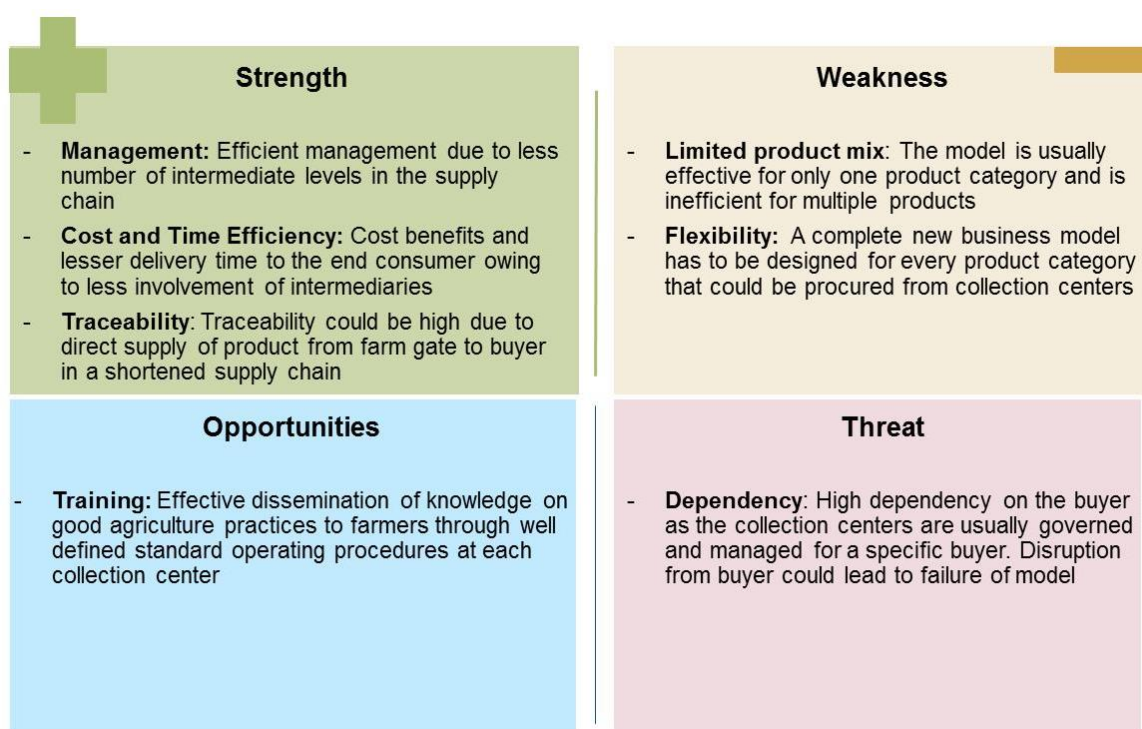 Strength
- Management: Efficient management due to less
number of intermediate levels in the supply
chain
- Cost and Time Efficiency: Cost benefits and
lesser delivery time to the end consumer owing
to less involvement of intermediaries
- Traceability: Traceability could be high due to
direct supply of product from farm gate to buyer
in a shortened supply chain
Weakness
- Limited product mix: The model is usually
effective for only one product category and is
inefficient for multiple products
- Flexibility: A complete new business model
has to be designed for every product category
that could be procured from collection centers
Opportunities
- Training: Effective dissemination of knowledge on
good agriculture practices to farmers through well
defined standard operating procedures at each
collection center
Threat
- Dependency: High dependency on the buyer
as the collection centers are usually governed
and managed for a specific buyer. Disruption
from buyer could lead to failure of model